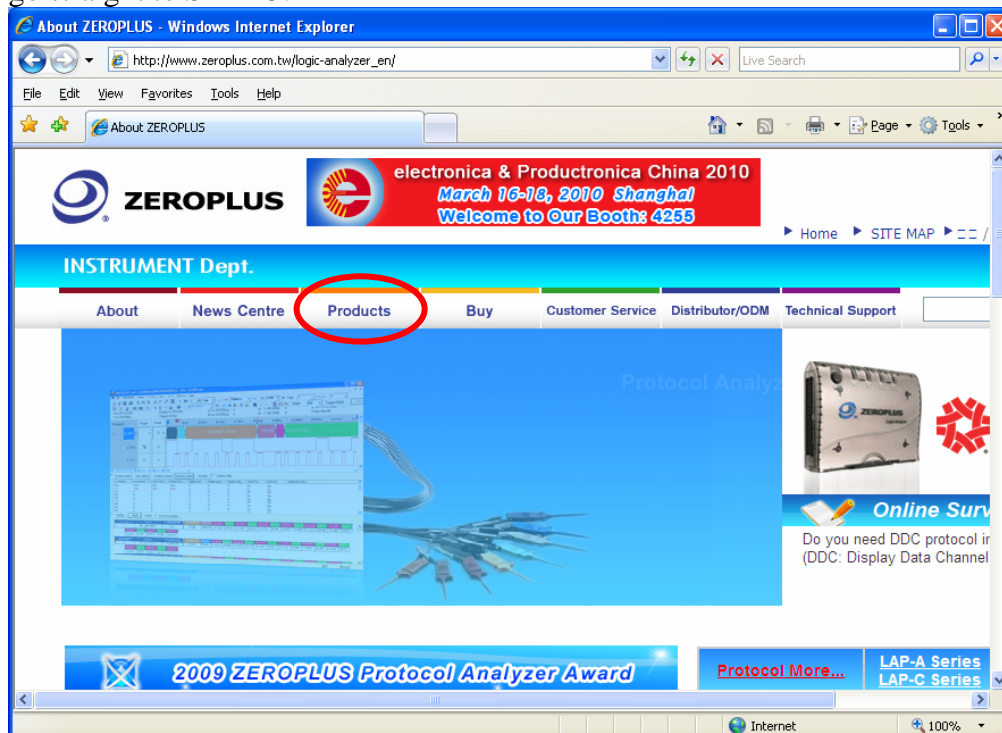 About ZEROPLUS - Windows Internet Explorer
http://www.zeroplus.com.tw/logic-analyzer_en/
Live Search
File Edit View Favorites Tools Help
About ZEROPLUS
Page Tools
ZEROPLUS
electronica & Productronica China 2010
March 16-18, 2010 Shanghai
Welcome to Our Booth: 4255
Home SITE MAP
INSTRUMENT Dept.
About News Centre Products Buy Customer Service Distributor/ODM Technical Support
Protocol Analyz
ZEROPLUS
Online Surv
Do you need DDC protocol in
(DDC: Display Data Channel
2009 ZEROPLUS Protocol Analyzer Award
Protocol More...
LAP-A Series
LAP-C Series
Internet 100%